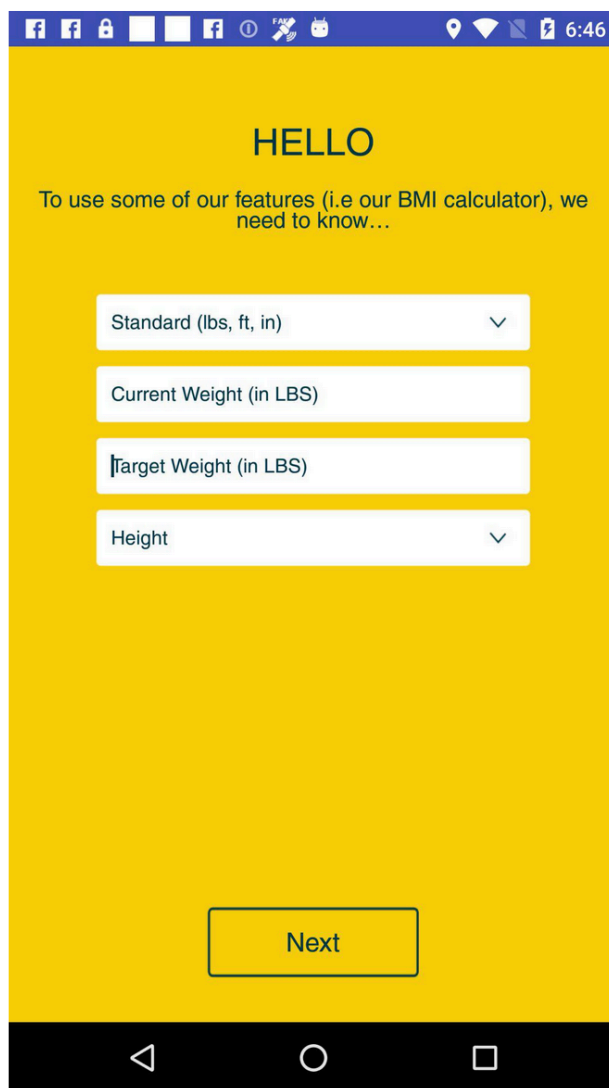 FAKE
6:46
HELLO
To use some of our features (i.e our BMI calculator), we
need to know…
Standard (lbs, ft, in)
Current Weight (in LBS)
Target Weight (in LBS)
Height
Next